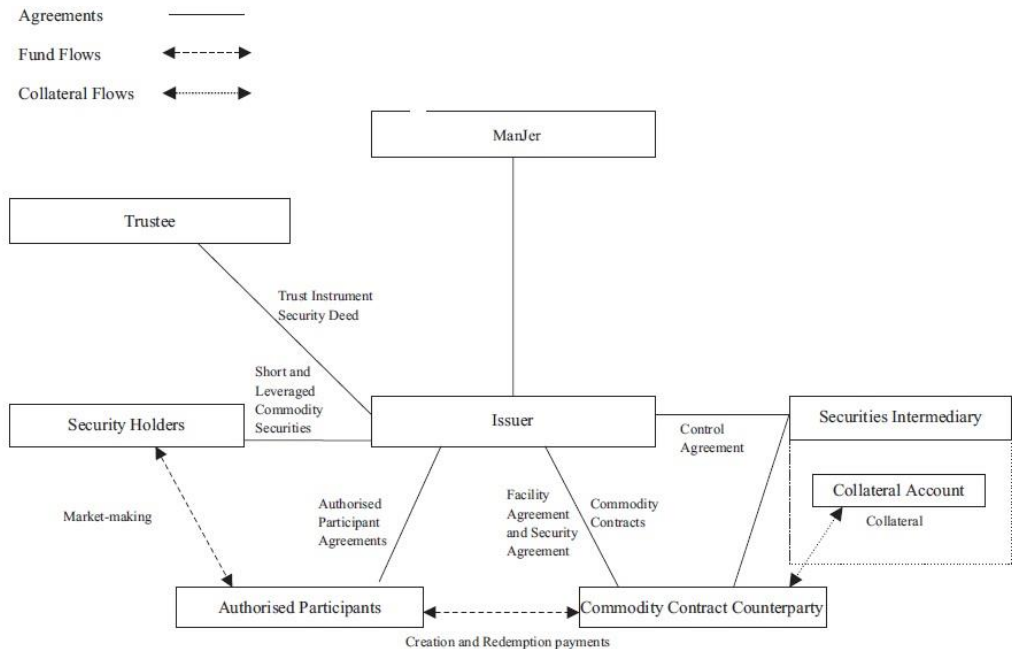 Agreements
Fund Flows
Collateral Flows
ManJer
Trustee
Trust Instrument
Security Deed
Short and
Leveraged
Commodity
Securities
Security Holders
Issuer
Securities Intermediary
Control
Agreement
Collateral Account
Collateral
Market-making
Authorised
Participant
Agreements
Facility
Agreement
and Security
Agreement
Commodity
Contracts
Authorised Participants
Commodity Contract Counterparty
Creation and Redemption payments